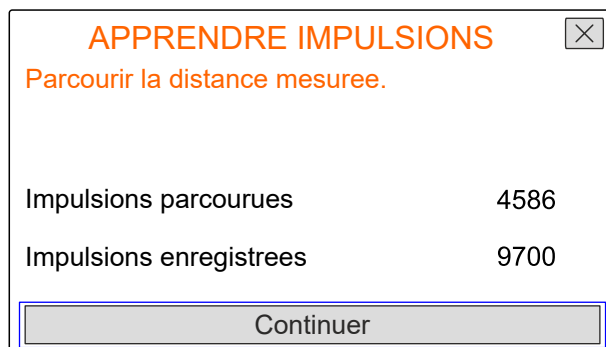 APPRENDRE IMPULSIONS
Parcourir la distance mesuree.
Impulsions parcourues 4586
Impulsions enregistrees 9700
Continuer